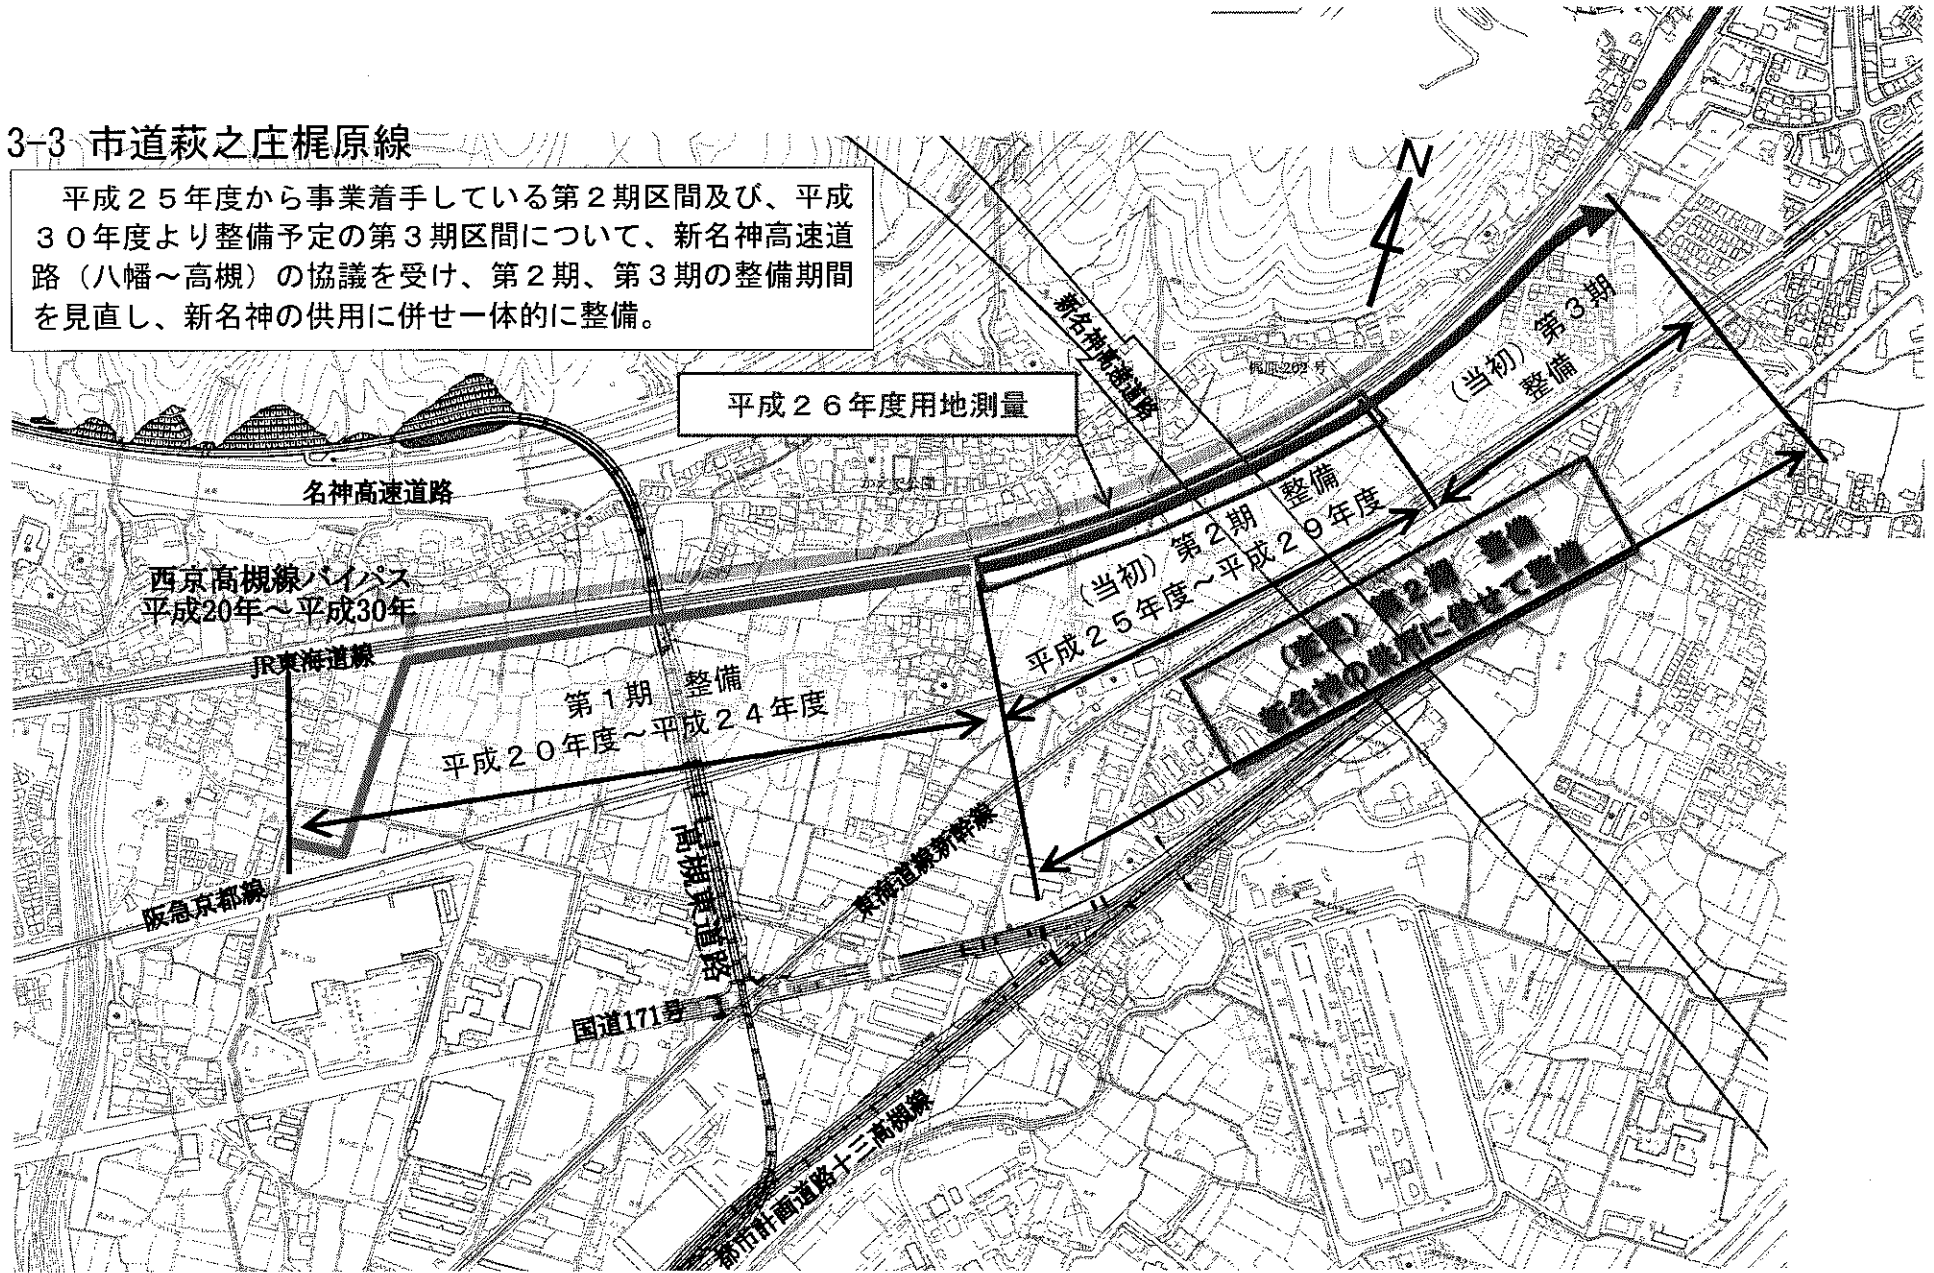 3-3 市道萩之庄梶原線
平成２５年度から事業着手している第２期区間及び、平成
３０年度より整備予定の第３期区間について、新名神高速道
路（八幡～高槻）の協議を受け、第２期、第３期の整備期間
を見直し、新名神の供用に併せ一体的に整備。
N
新名神高速道路
梶原 202 号
（当初）第３期
整備
平成２６年度用地測量
名神高速道路
（当初）第２期　整備
平成２５年度～平成２９年度
（変更）第２期　整備
新名神の供用に併せて整備
西京高槻線バイパス
平成20年～平成30年
JR東海道線
第１期　整備
平成２０年度～平成２４年度
高槻東道路
東海道線新幹線
阪急京都線
国道171号
都市計画道路十三高槻線